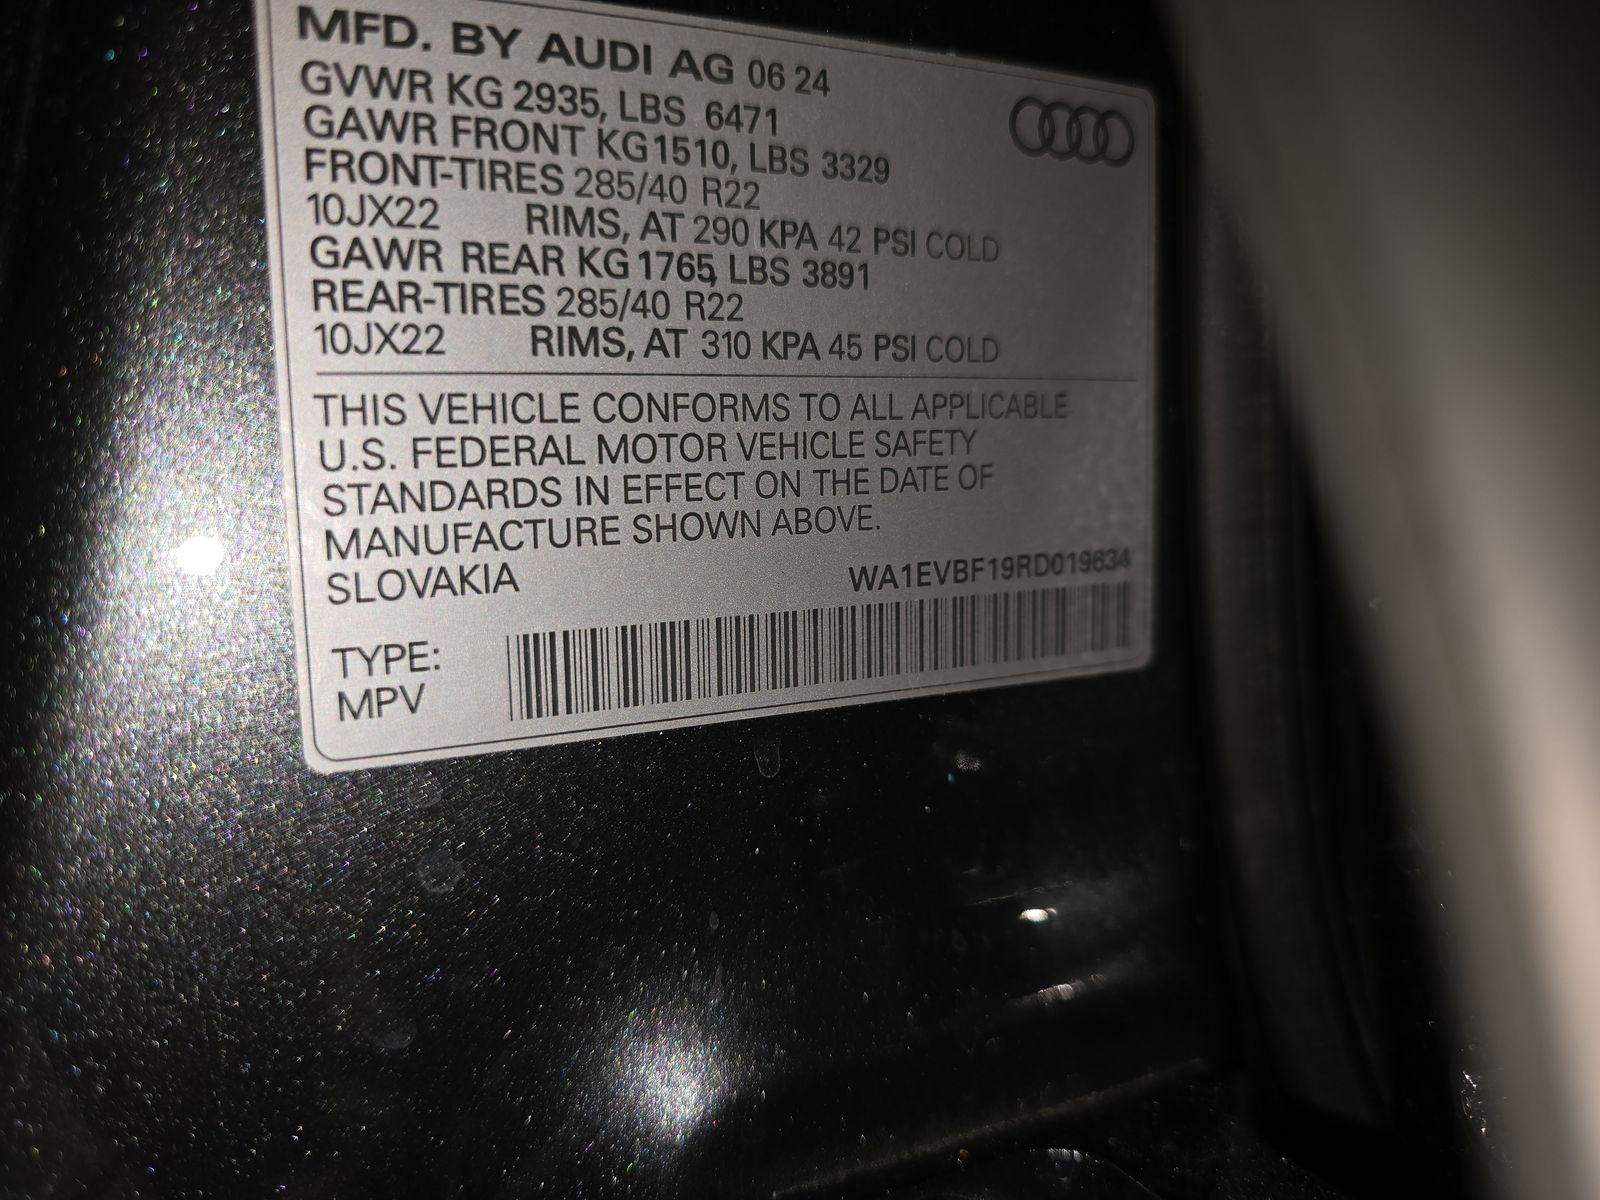 MFD. BY AUDI AG 06 24
GVWR KG 2935, LBS 6471
GAWR FRONT KG 1510, LBS 3329
FRONT-TIRES 285/40 R22
10JX22 RIMS, AT 290 KPA 42 PSI COLD
GAWR REAR KG 1765, LBS 3891
REAR-TIRES 285/40 R22
10JX22 RIMS, AT 310 KPA 45 PSI COLD
THIS VEHICLE CONFORMS TO ALL APPLICABLE
U.S. FEDERAL MOTOR VEHICLE SAFETY
STANDARDS IN EFFECT ON THE DATE OF
MANUFACTURE SHOWN ABOVE.
SLOVAKIA WA1EVBF19RD019634
TYPE:
MPV